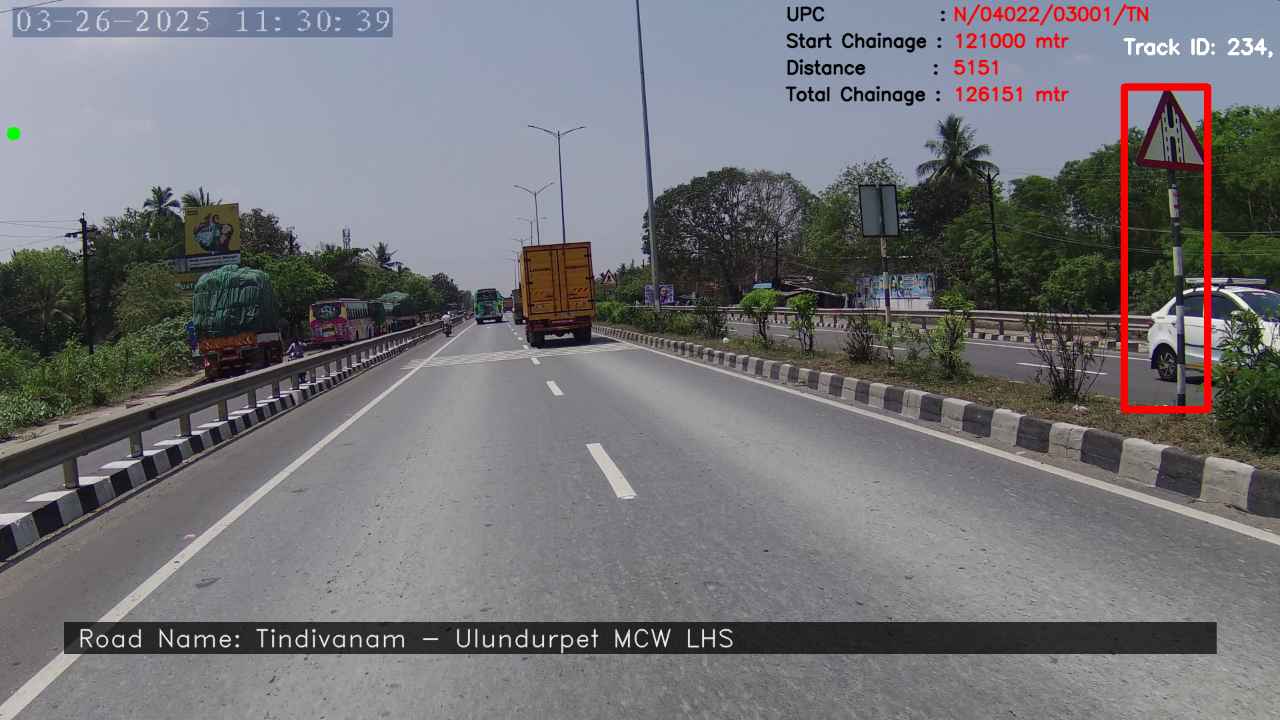 03-26-2025 11:30:39
UPC : N/04022/03001/TN
Start Chainage : 121000 mtr
Distance : 5151
Total Chainage : 126151 mtr
Track ID: 234,
Road Name: Tindivanam - Ulundurpet MCW LHS